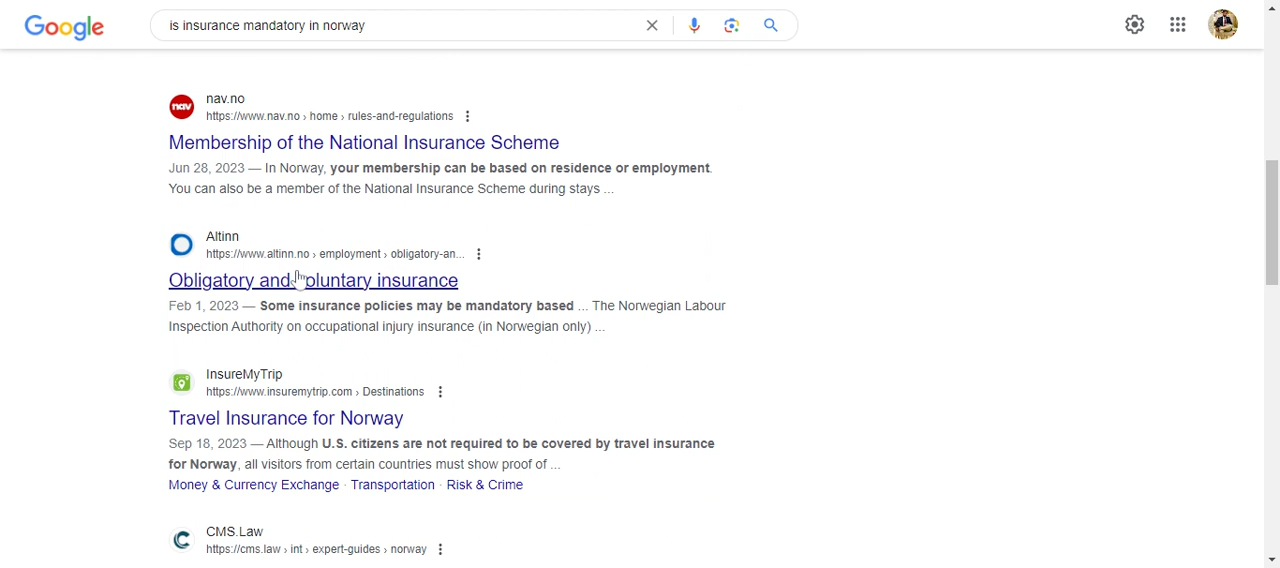 Google
is insurance mandatory in norway
nav
nav.no
https://www.nav.no › home › rules-and-regulations
Membership of the National Insurance Scheme
Jun 28, 2023 — In Norway, your membership can be based on residence or employment.
You can also be a member of the National Insurance Scheme during stays ...
Altinn
https://www.altinn.no › employment › obligatory-an...
Obligatory and voluntary insurance
Feb 1, 2023 — Some insurance policies may be mandatory based ... The Norwegian Labour
Inspection Authority on occupational injury insurance (in Norwegian only) ...
InsureMyTrip
https://www.insuremytrip.com › Destinations
Travel Insurance for Norway
Sep 18, 2023 — Although U.S. citizens are not required to be covered by travel insurance
for Norway, all visitors from certain countries must show proof of ...
Money & Currency Exchange · Transportation · Risk & Crime
CMS.Law
https://cms.law › int › expert-guides › norway